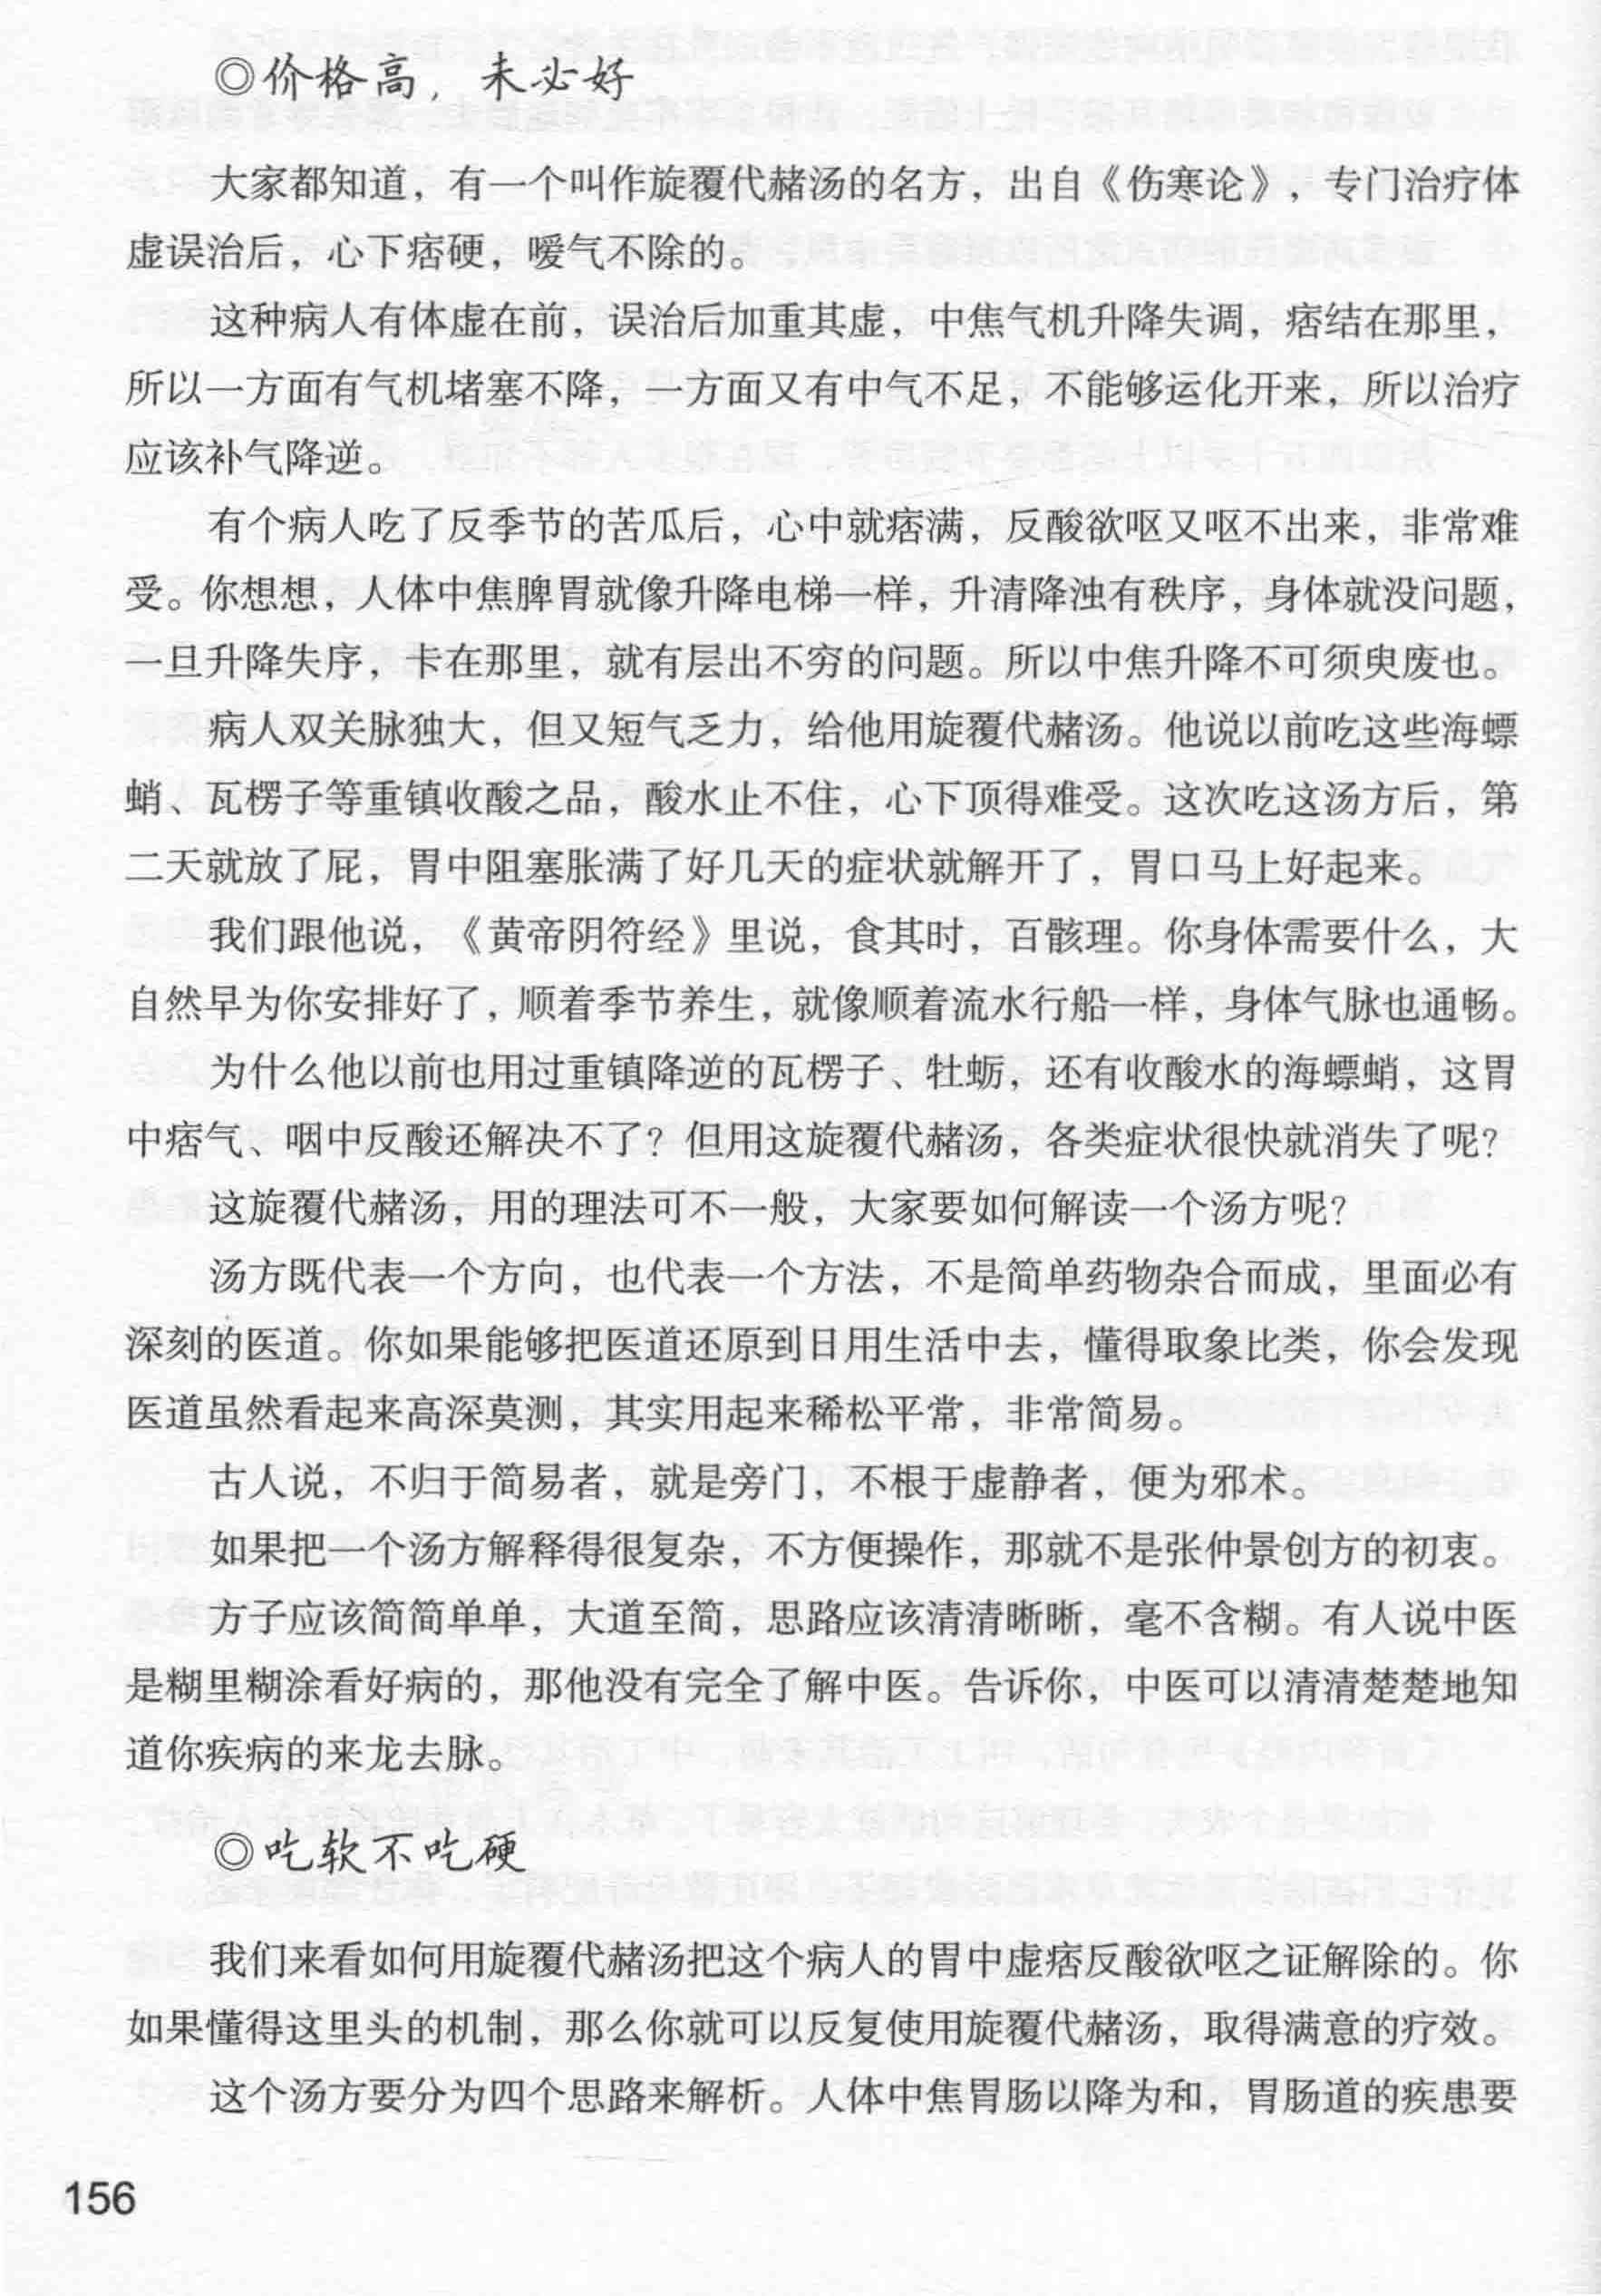 ◎价格高，未必好
大家都知道，有一个叫作旋覆代赭汤的名方，出自《伤寒论》，专门治疗体
虚误治后，心下痞硬，嗳气不除的。
这种病人有体虚在前，误治后加重其虚，中焦气机升降失调，痞结在那里，
所以一方面有气机堵塞不降，一方面又有中气不足，不能够运化开来，所以治疗
应该补气降逆。
有个病人吃了反季节的苦瓜后，心中就痞满，反酸欲呕又呕不出来，非常难
受。你想想，人体中焦脾胃就像升降电梯一样，升清降浊有秩序，身体就没问题，
一旦升降失序，卡在那里，就有层出不穷的问题。所以中焦升降不可须臾废也。
病人双关脉独大，但又短气乏力，给他用旋覆代赭汤。他说以前吃这些海螵
蛸、瓦楞子等重镇收酸之品，酸水止不住，心下顶得难受。这次吃这汤方后，第
二天就放了屁，胃中阻塞胀满了好几天的症状就解开了，胃口马上好起来。
我们跟他说，《黄帝阴符经》里说，食其时，百骸理。你身体需要什么，大
自然早为你安排好了，顺着季节养生，就像顺着流水行船一样，身体气脉也通畅。
为什么他以前也用过重镇降逆的瓦楞子、牡蛎，还有收酸水的海螵蛸，这胃
中痞气、咽中反酸还解决不了？但用这旋覆代赭汤，各类症状很快就消失了呢？
这旋覆代赭汤，用的理法可不一般，大家要如何解读一个汤方呢？
汤方既代表一个方向，也代表一个方法，不是简单药物杂合而成，里面必有
深刻的医道。你如果能够把医道还原到日用生活中去，懂得取象比类，你会发现
医道虽然看起来高深莫测，其实用起来稀松平常，非常简易。
古人说，不归于简易者，就是旁门，不根于虚静者，便为邪术。
如果把一个汤方解释得很复杂，不方便操作，那就不是张仲景创方的初衷。
方子应该简简单单，大道至简，思路应该清清晰晰，毫不含糊。有人说中医
是糊里糊涂看好病的，那他没有完全了解中医。告诉你，中医可以清清楚楚地知
道你疾病的来龙去脉。
◎吃软不吃硬
我们来看如何用旋覆代赭汤把这个病人的胃中虚痞反酸欲呕之证解除的。你
如果懂得这里头的机制，那么你就可以反复使用旋覆代赭汤，取得满意的疗效。
这个汤方要分为四个思路来解析。人体中焦胃肠以降为和，胃肠道的疾患要
156